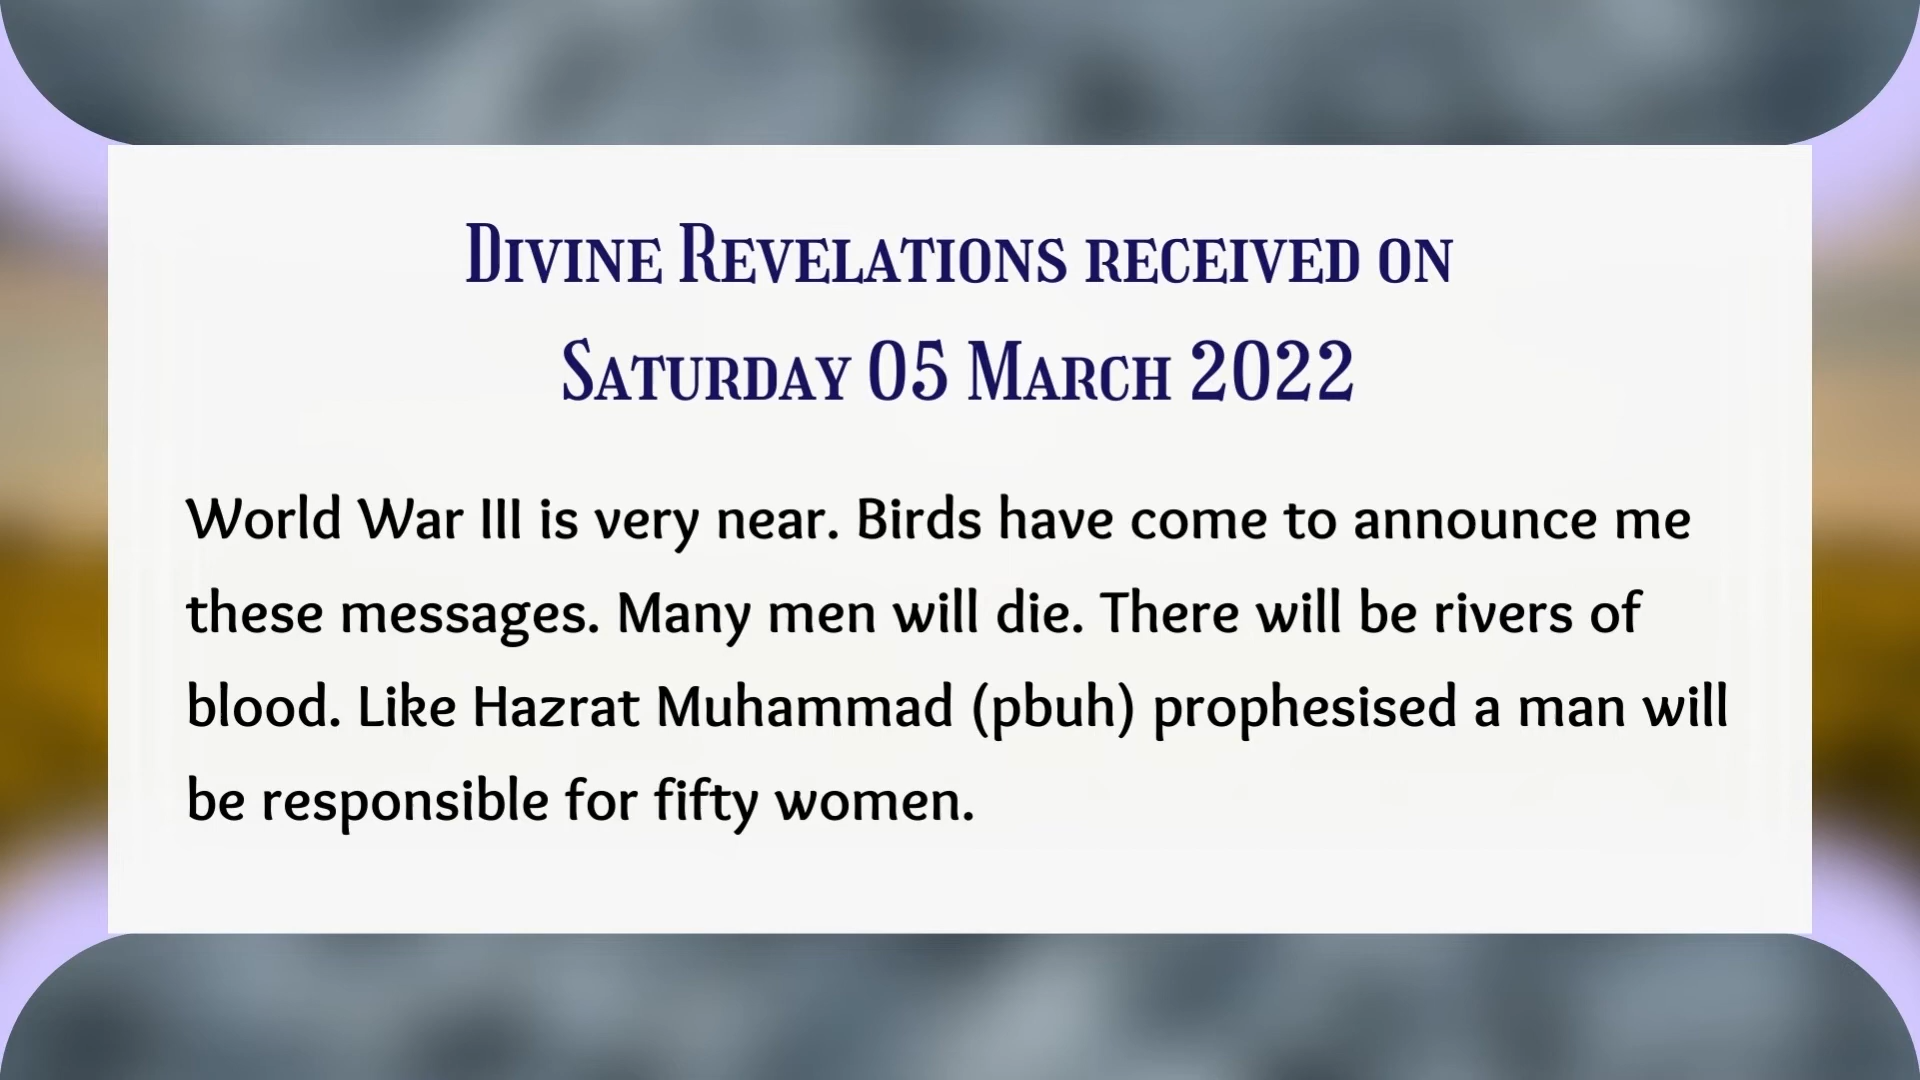 Divine Revelations received on
Saturday 05 March 2022
World War III is very near. Birds have come to announce me
these messages. Many men will die. There will be rivers of
blood. Like Hazrat Muhammad (pbuh) prophesised a man will
be responsible for fifty women.